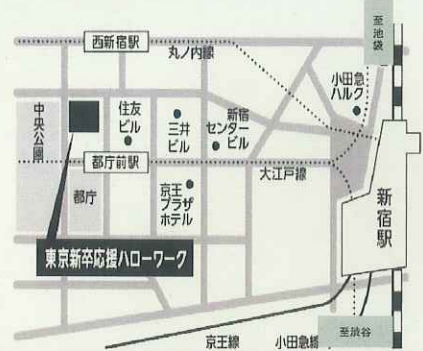 至池袋
西新宿駅
丸ノ内線
小田急
ハルク
中央公園
住友
ビル
三井
ビル
新宿
センター
ビル
都庁前駅
大江戸線
都庁
京王
プラザ
ホテル
新宿駅
東京新卒応援ハローワーク
至渋谷
京王線
小田急線